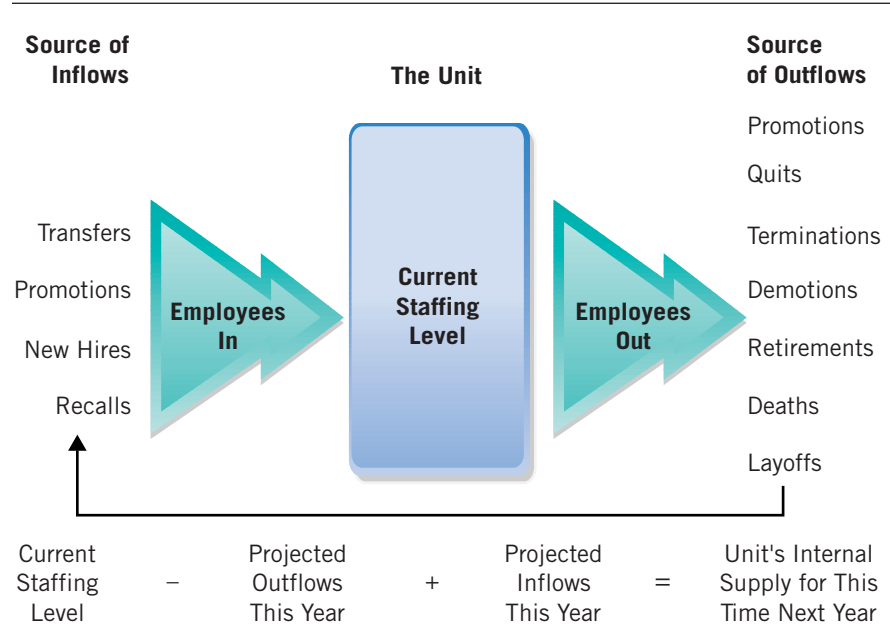 Source of
Inflows
The Unit
Source
of Outflows
Transfers
Promotions
New Hires
Recalls
Employees
In
Current
Staffing
Level
Employees
Out
Promotions
Quits
Terminations
Demotions
Retirements
Deaths
Layoffs
Current
Staffing
Level
–
Projected
Outflows
This Year
+
Projected
Inflows
This Year
=
Unit's Internal
Supply for This
Time Next Year